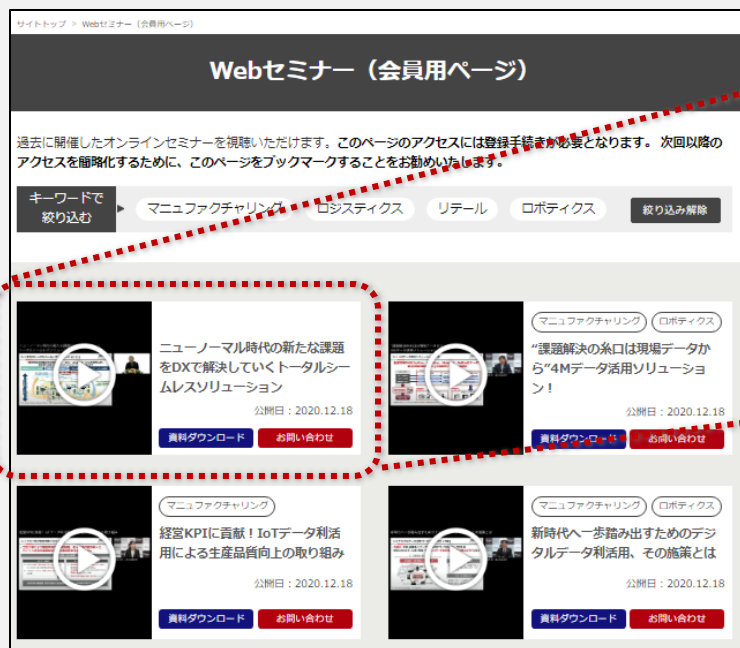 サイトトップ > Webセミナー（会員用ページ）
Webセミナー（会員用ページ）
過去に開催したオンラインセミナーを視聴いただけます。このページのアクセスには登録手続きが必要となります。 次回以降の
アクセスを簡略化するために、このページをブックマークすることをお勧めいたします。
キーワードで
絞り込む
マニュファクチャリング ロジスティクス リテール ロボティクス 絞り込み解除
ニューノーマル時代の新たな課題
をDXで解決していくトータルシー
ムレスソリューション
公開日：2020.12.18
資料ダウンロード お問い合わせ
マニュファクチャリング ロボティクス
“課題解決の糸口は現場データか
ら”4Mデータ活用ソリューショ
ン！
公開日：2020.12.18
資料ダウンロード お問い合わせ
マニュファクチャリング
経営KPIに貢献！IoTデータ利活
用による生産品質向上の取り組み
公開日：2020.12.18
資料ダウンロード お問い合わせ
マニュファクチャリング ロボティクス
新時代へ一歩踏み出すためのデジ
タルデータ利活用、その施策とは
公開日：2020.12.18
資料ダウンロード お問い合わせ